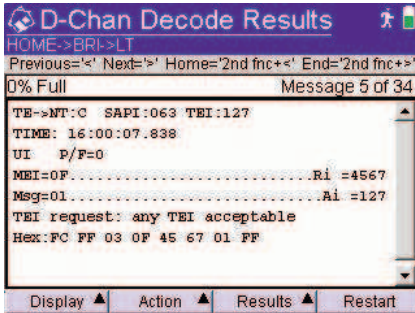 D-Chan Decode Results
HOME->BRI->LT
Previous='<' Next='>' Home='2nd fnc+<' End='2nd fnc+>'
0% Full Message 5 of 34
TE->NT:C SAPI:063 TEI:127
TIME: 16:00:07.838
UI P/F=0
MEI=0F..............................Ri =4567
Msg=01...............................Ai =127
TEI request: any TEI acceptable
Hex:FC FF 03 0F 45 67 01 FF
Display Action Results Restart